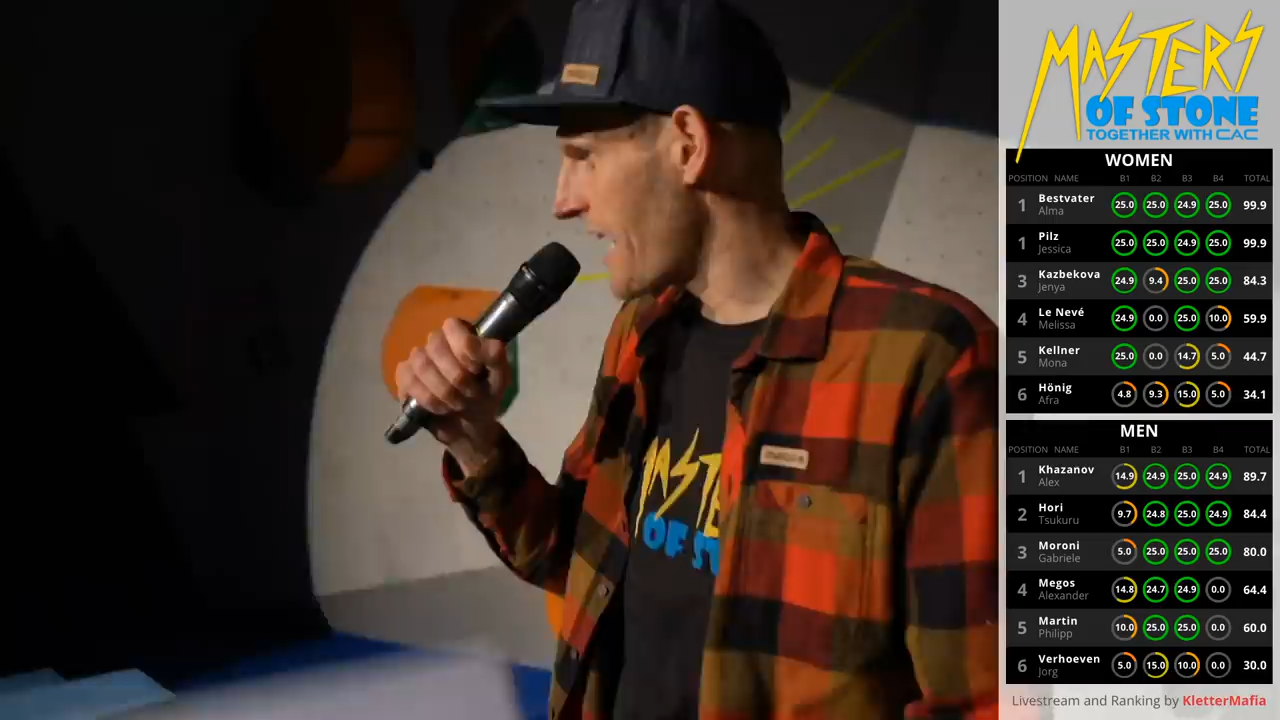 MASTERS
OF STONE
TOGETHER WITH CAC
WOMEN
POSITION NAME B1 B2 B3 B4 TOTAL
1 Bestvater Alma 25.0 25.0 24.9 25.0 99.9
1 Pilz Jessica 25.0 25.0 24.9 25.0 99.9
3 Kazbekova Jenya 24.9 9.4 25.0 25.0 84.3
4 Le Nevé Melissa 24.9 0.0 25.0 10.0 59.9
5 Kellner Mona 25.0 0.0 14.7 5.0 44.7
6 Hönig Afra 4.8 9.3 15.0 5.0 34.1
MEN
POSITION NAME B1 B2 B3 B4 TOTAL
1 Khazanov Alex 14.9 24.9 25.0 24.9 89.7
2 Hori Tsukuru 9.7 24.8 25.0 24.9 84.4
3 Moroni Gabriele 5.0 25.0 25.0 25.0 80.0
4 Megos Alexander 14.8 24.7 24.9 0.0 64.4
5 Martin Philipp 10.0 25.0 25.0 0.0 60.0
6 Verhoeven Jorg 5.0 15.0 10.0 0.0 30.0
Livestream and Ranking by KletterMafia
MASTE
OF ST